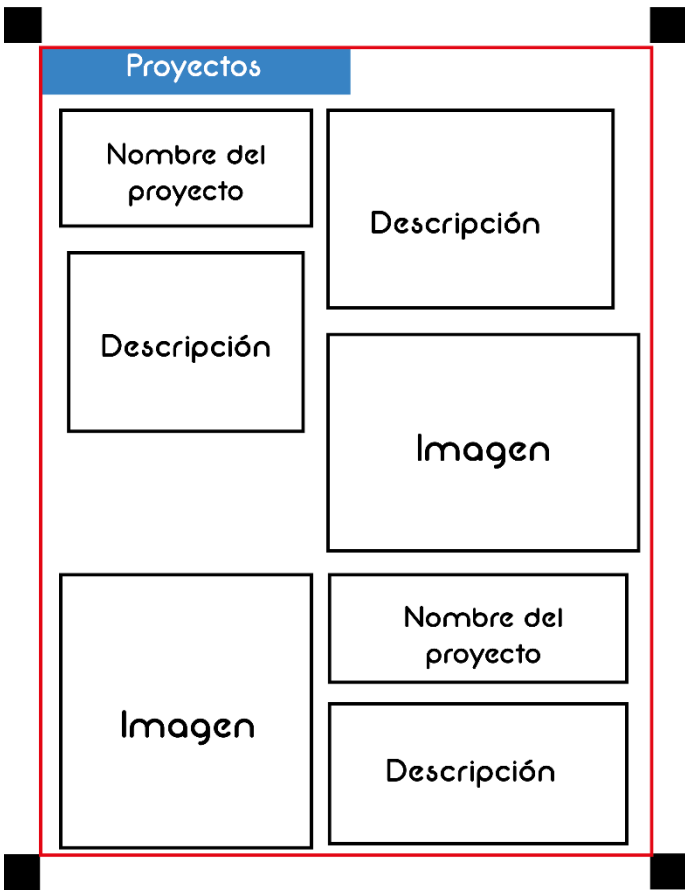 Proyectos
Nombre del
proyecto
Descripción
Descripción
Imagen
Imagen
Nombre del
proyecto
Descripción